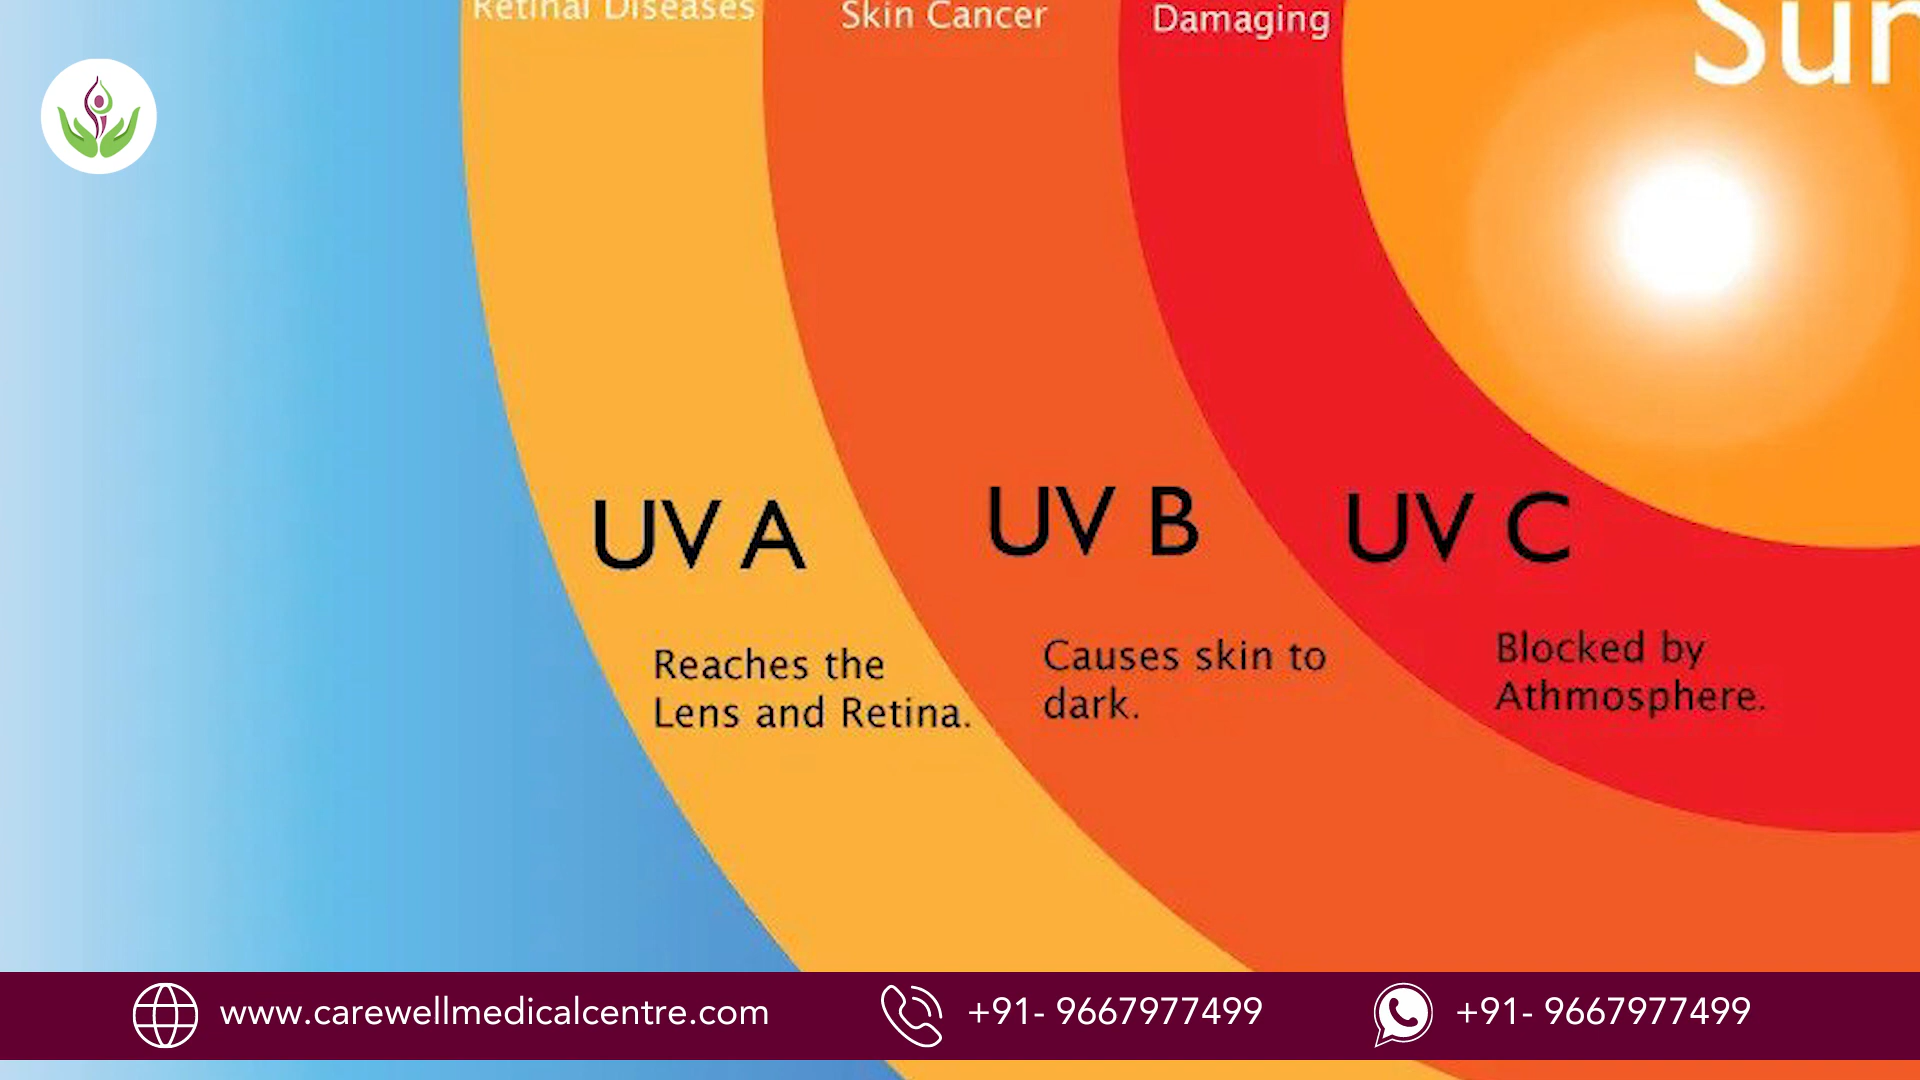 Retinal Diseases
Skin Cancer
Damaging
Sun
UV A
UV B
UV C
Reaches the
Lens and Retina.
Causes skin to
dark.
Blocked by
Athmosphere.
www.carewellmedicalcentre.com
+91- 9667977499
+91- 9667977499